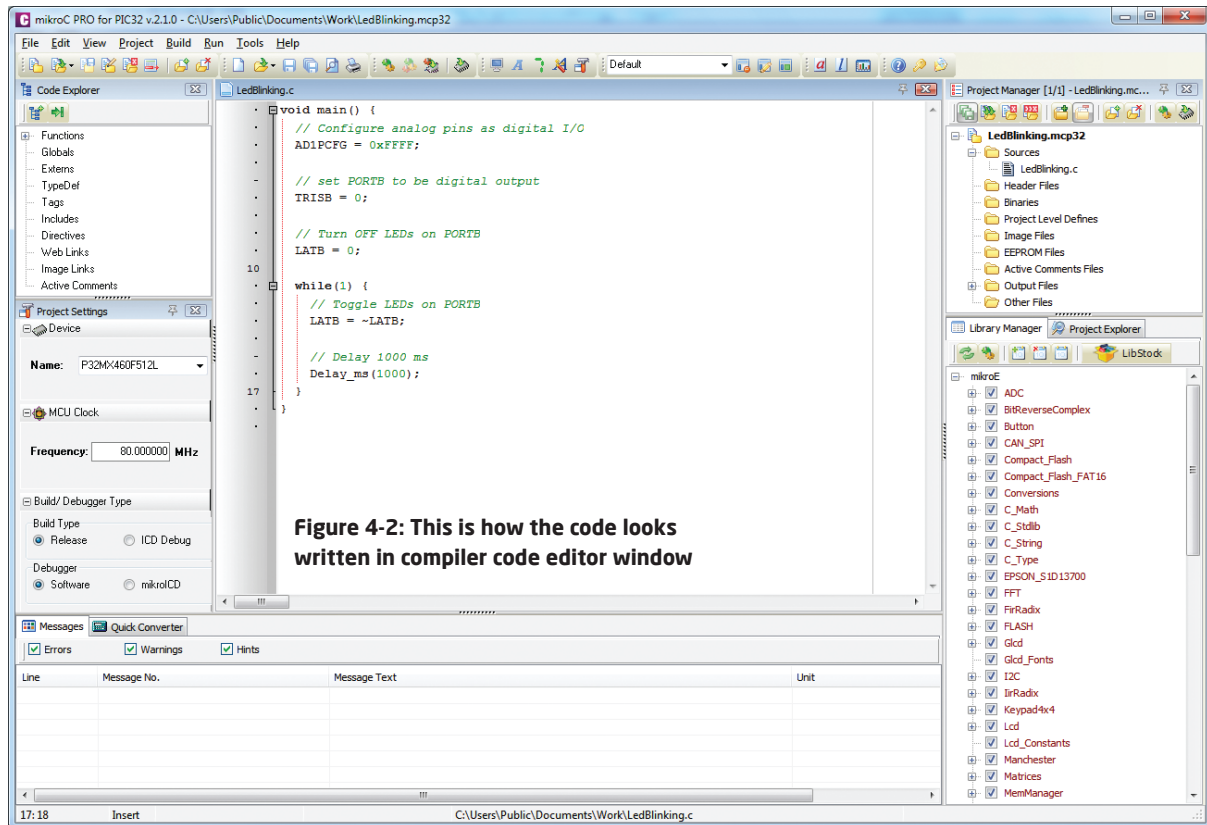 mikroC PRO for PIC32 v.2.1.0 - C:\Users\Public\Documents\Work\LedBlinking.mcp32
File Edit View Project Build Run Tools Help
Default
Code Explorer
Functions
Globals
Externs
TypeDef
Tags
Includes
Directives
Web Links
Image Links
Active Comments
Project Settings
Device
Name: P32MX460F512L
MCU Clock
Frequency: 80.000000 MHz
Build/ Debugger Type
Build Type
Release ICD Debug
Debugger
Software mikroICD
LedBlinking.c
void main() {
// Configure analog pins as digital I/O
AD1PCFG = 0xFFFF;
// set PORTB to be digital output
TRISB = 0;
// Turn OFF LEDs on PORTB
LATB = 0;
10
while(1) {
// Toggle LEDs on PORTB
LATB = ~LATB;
// Delay 1000 ms
Delay_ms(1000);
17 }
}
Figure 4-2: This is how the code looks
written in compiler code editor window
Project Manager [1/1] - LedBlinking.mc...
LedBlinking.mcp32
Sources
LedBlinking.c
Header Files
Binaries
Project Level Defines
Image Files
EEPROM Files
Active Comments Files
Output Files
Other Files
Library Manager Project Explorer
LibStock
mikroE
ADC
BitReverseComplex
Button
CAN_SPI
Compact_Flash
Compact_Flash_FAT16
Conversions
C_Math
C_Stdlib
C_String
C_Type
EPSON_S1D13700
FFT
FirRadix
FLASH
Glcd
Glcd_Fonts
I2C
IirRadix
Keypad4x4
Lcd
Lcd_Constants
Manchester
Matrices
MemManager
Messages Quick Converter
Errors Warnings Hints
Line Message No. Message Text Unit
17:18 Insert C:\Users\Public\Documents\Work\LedBlinking.c